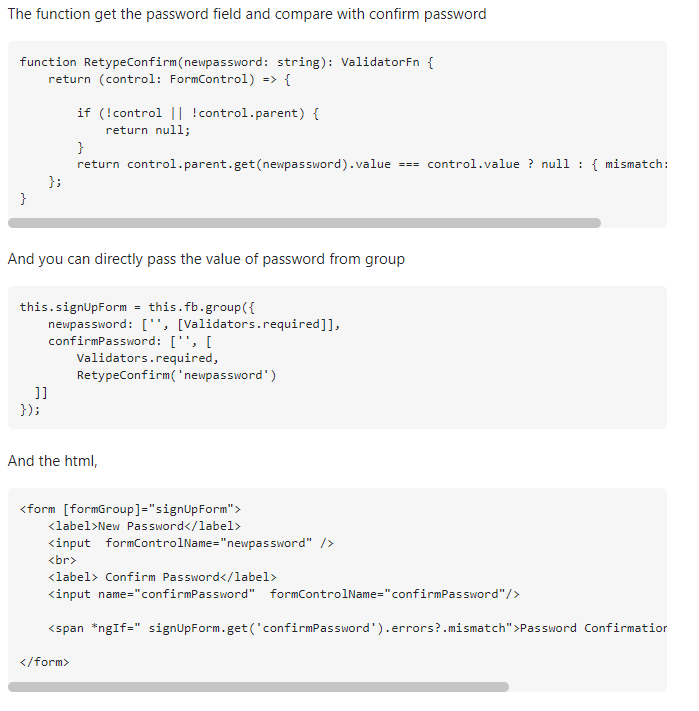 The function get the password field and compare with confirm password
function RetypeConfirm(newpassword: string): ValidatorFn {
    return (control: FormControl) => {

        if (!control || !control.parent) {
            return null;
        }
        return control.parent.get(newpassword).value === control.value ? null : { mismatch:
    };
}
And you can directly pass the value of password from group
this.signUpForm = this.fb.group({
    newpassword: ['', [Validators.required]],
    confirmPassword: ['', [
        Validators.required,
        RetypeConfirm('newpassword')
  ]]
});
And the html,
<form [formGroup]="signUpForm">
    <label>New Password</label>
    <input  formControlName="newpassword" />
    <br>
    <label> Confirm Password</label>
    <input name="confirmPassword"  formControlName="confirmPassword"/>

    <span *ngIf=" signUpForm.get('confirmPassword').errors?.mismatch">Password Confirmation

</form>